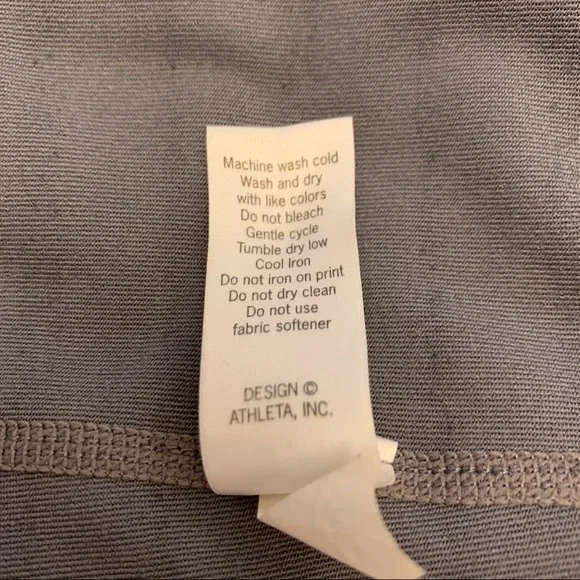 Machine wash cold
Wash and dry
with like colors
Do not bleach
Gentle cycle
Tumble dry low
Cool Iron
Do not iron on print
Do not dry clean
Do not use
fabric softener
DESIGN ©
ATHLETA, INC.